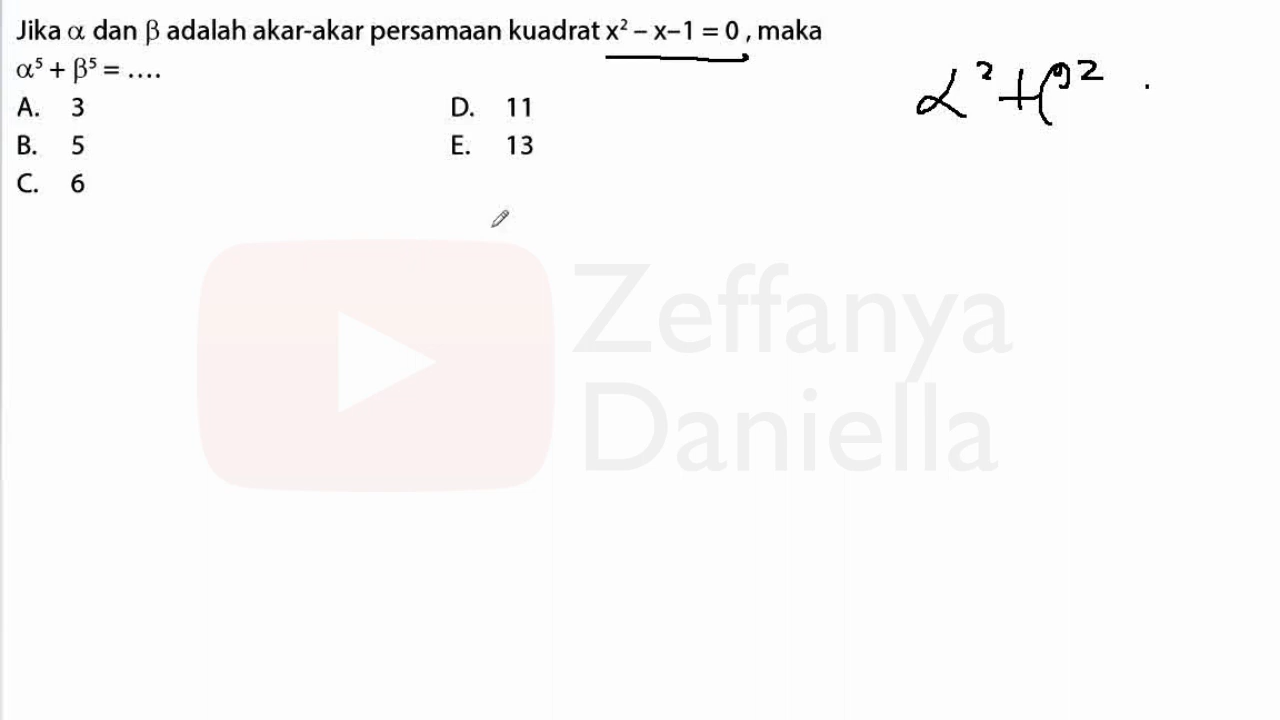 Jika α dan β adalah akar-akar persamaan kuadrat x² – x–1 = 0 , maka
α⁵ + β⁵ = ....
A. 3
B. 5
C. 6
D. 11
E. 13
α² + β²
Zeffanya
Daniella